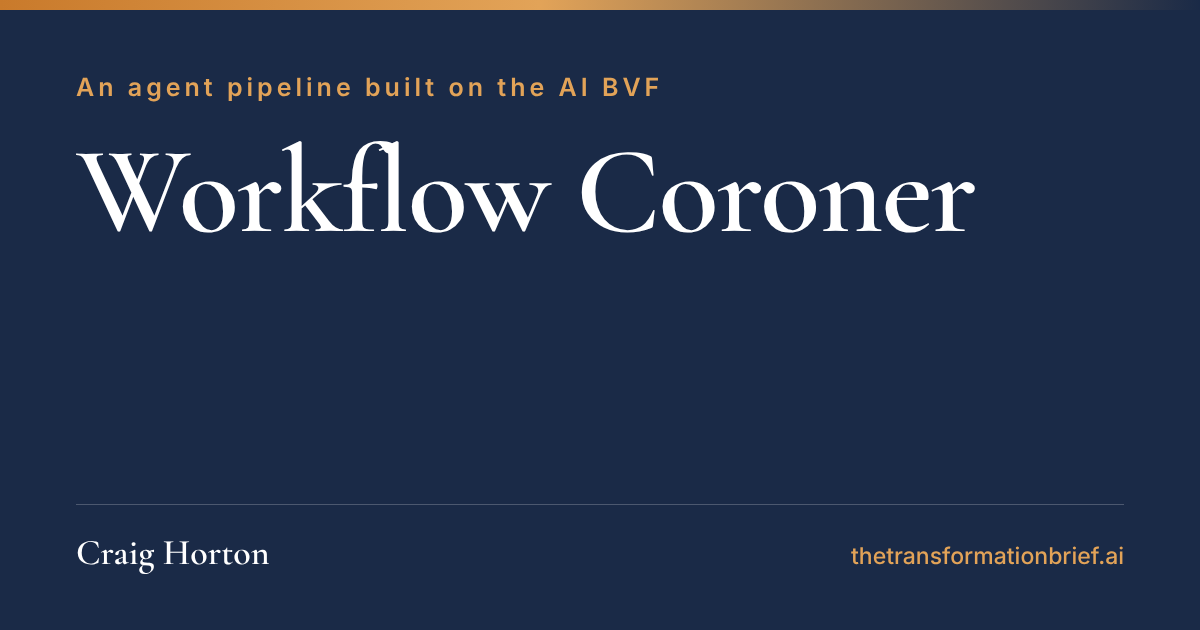 An agent pipeline built on the AI BVF
Workflow Coroner
Craig Horton
thetransformationbrief.ai